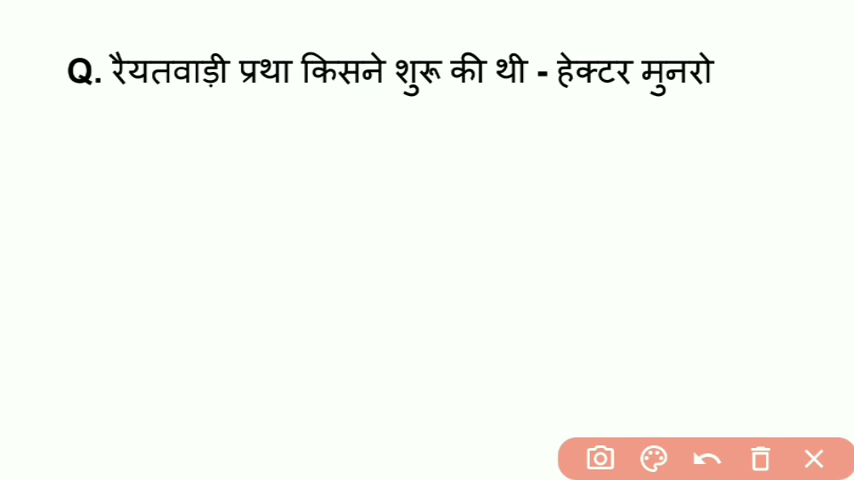 Q. रैयतवाड़ी प्रथा किसने शुरू की थी - हेक्टर मुनरो